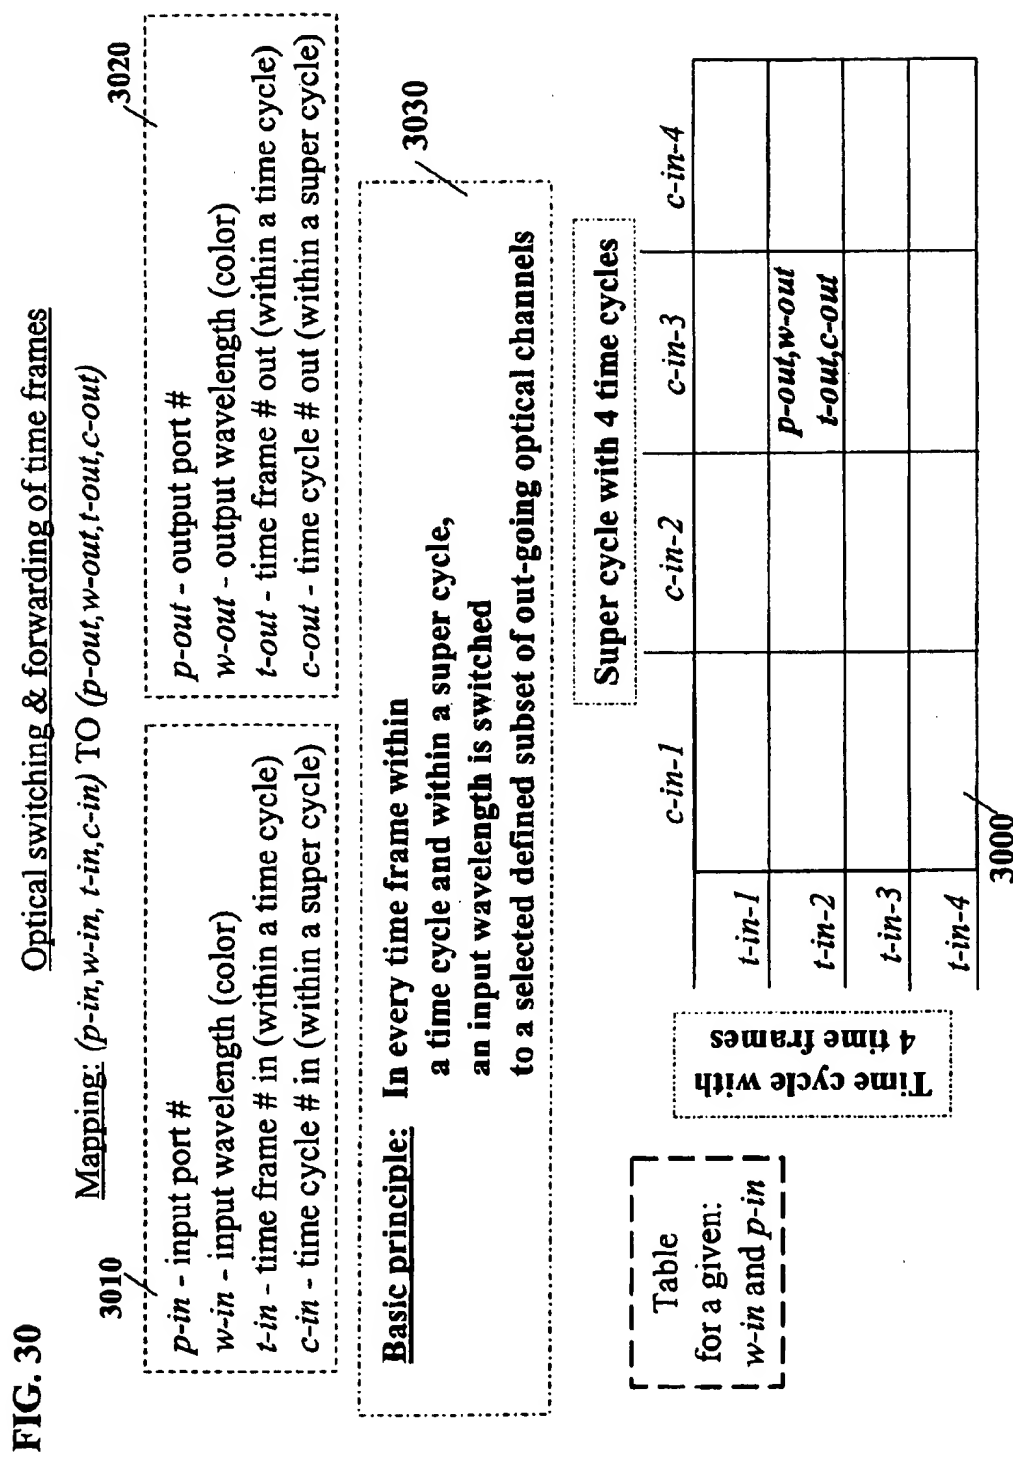 FIG. 30
Optical switching & forwarding of time frames
Mapping: (p-in,w-in, t-in,c-in) TO (p-out,w-out,t-out,c-out)
3010
p-in - input port #
w-in - input wavelength (color)
t-in - time frame # in (within a time cycle)
c-in - time cycle # in (within a super cycle)
3020
p-out - output port #
w-out - output wavelength (color)
t-out - time frame # out (within a time cycle)
c-out - time cycle # out (within a super cycle)
3030
Basic principle: In every time frame within
a time cycle and within a super cycle,
an input wavelength is switched
to a selected defined subset of out-going optical channels
Table
for a given:
w-in and p-in
Super cycle with 4 time cycles
Time cycle with
4 time frames
c-in-1 c-in-2 c-in-3 c-in-4
t-in-1
t-in-2 p-out,w-out
t-out,c-out
t-in-3
t-in-4
3000